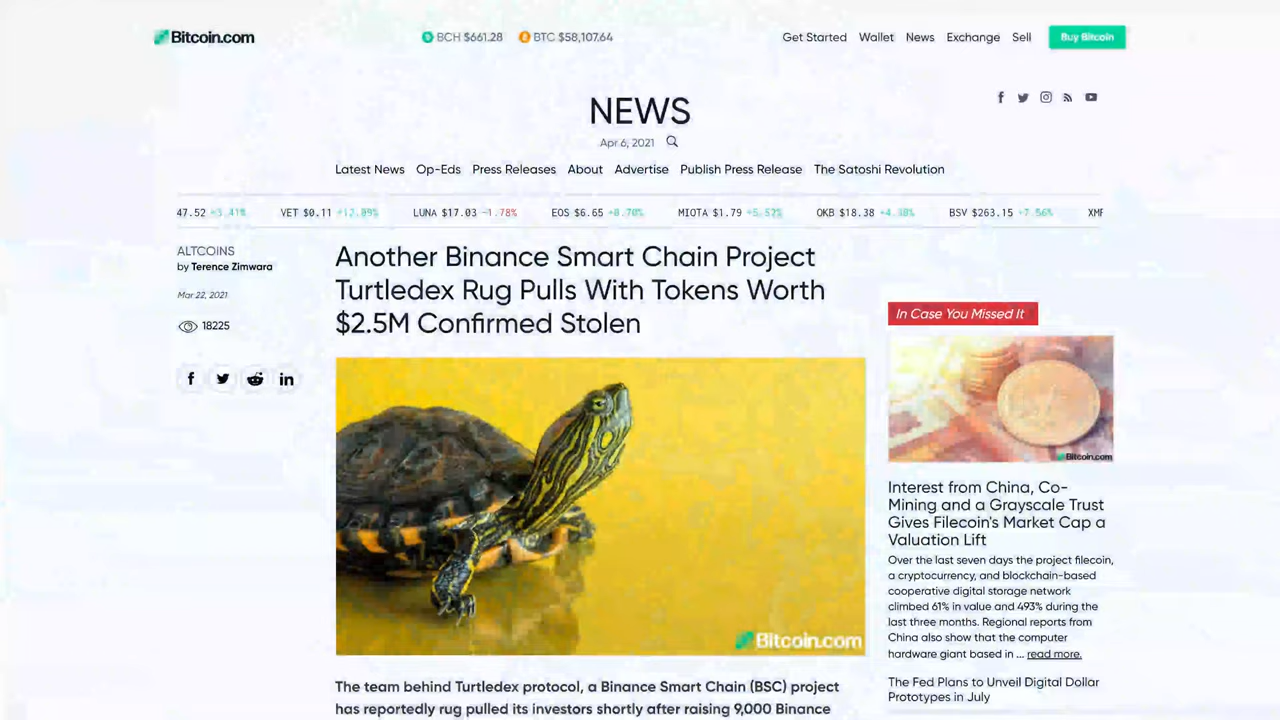 Bitcoin.com
BCH $661.28 BTC $58,107.64
Get Started Wallet News Exchange Sell Buy Bitcoin
NEWS
Apr 6, 2021
Latest News Op-Eds Press Releases About Advertise Publish Press Release The Satoshi Revolution
47.52 +3.41% VET $0.11 +12.89% LUNA $17.03 -1.78% EOS $6.65 +8.70% MIOTA $1.79 +5.52% OKB $18.38 +4.38% BSV $263.15 +7.56% XMR
ALTCOINS
by Terence Zimwara
Mar 22, 2021
18225
Another Binance Smart Chain Project
Turtledex Rug Pulls With Tokens Worth
$2.5M Confirmed Stolen
Bitcoin.com
The team behind Turtledex protocol, a Binance Smart Chain (BSC) project
has reportedly rug pulled its investors shortly after raising 9,000 Binance
In Case You Missed It
Bitcoin.com
Interest from China, Co-
Mining and a Grayscale Trust
Gives Filecoin's Market Cap a
Valuation Lift
Over the last seven days the project filecoin,
a cryptocurrency, and blockchain-based
cooperative digital storage network
climbed 61% in value and 493% during the
last three months. Regional reports from
China also show that the computer
hardware giant based in ... read more.
The Fed Plans to Unveil Digital Dollar
Prototypes in July